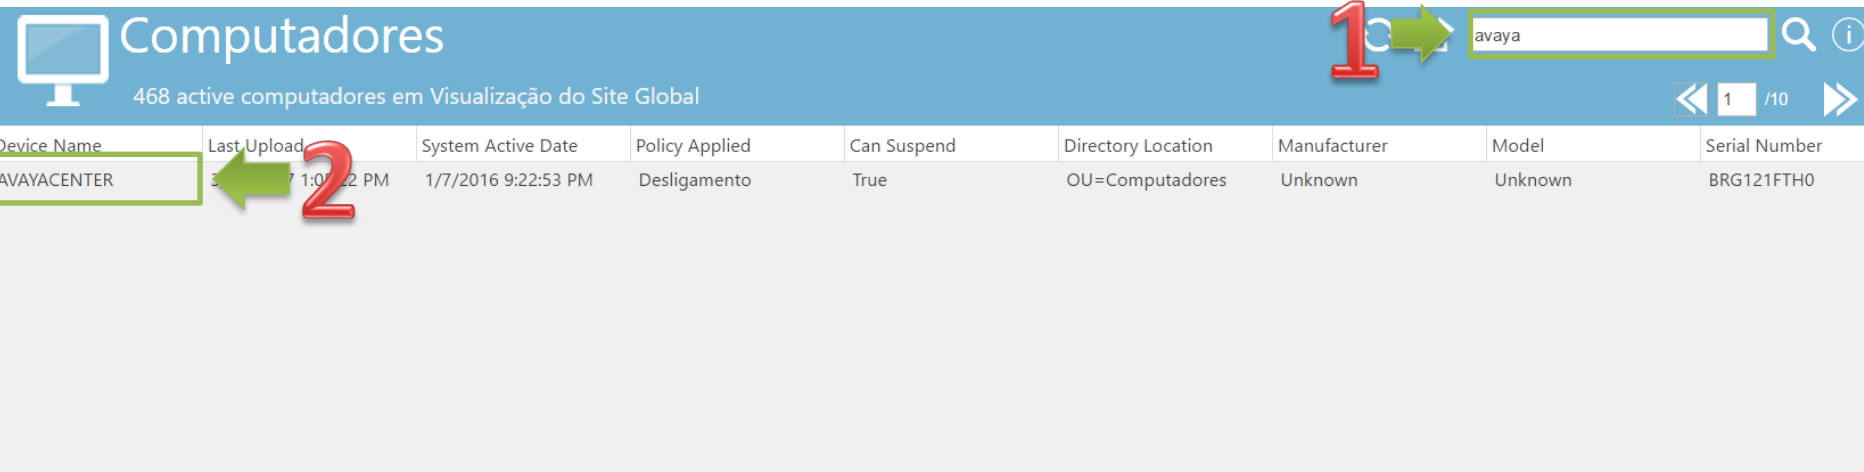 Computadores
1
avaya
468 active computadores em Visualização do Site Global
1 /10
Device Name Last Upload System Active Date Policy Applied Can Suspend Directory Location Manufacturer Model Serial Number
AVAYACENTER PM 1/7/2016 9:22:53 PM Desligamento True OU=Computadores Unknown Unknown BRG121FTH0
2